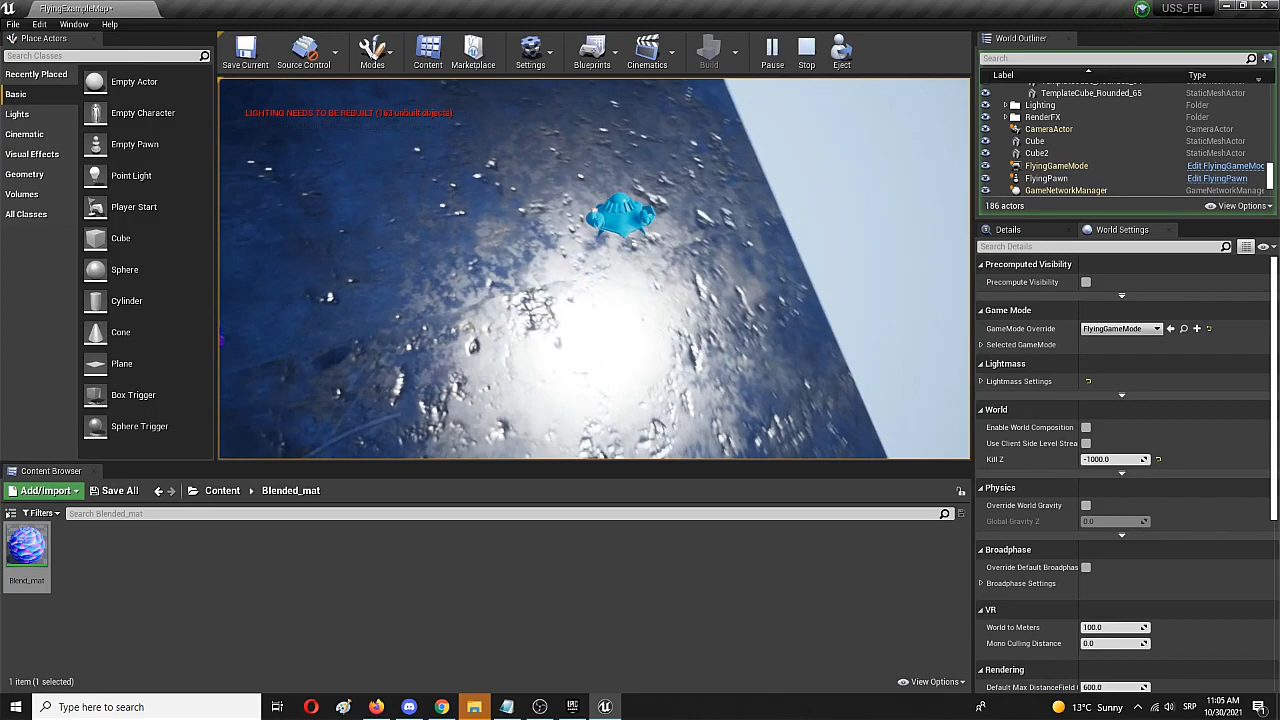 FlyingExampleMap*
USS_FEI
File Edit Window Help
Place Actors
Search Classes
Recently Placed
Basic
Lights
Cinematic
Visual Effects
Geometry
Volumes
All Classes
Empty Actor
Empty Character
Empty Pawn
Point Light
Player Start
Cube
Sphere
Cylinder
Cone
Plane
Box Trigger
Sphere Trigger
Save Current Source Control Modes Content Marketplace Settings Blueprints Cinematics Build Pause Stop Eject
LIGHTING NEEDS TO BE REBUILT (163 unbuilt objects)
World Outliner
Search...
Label Type
TemplateCube_Rounded_65 StaticMeshActor
Lighting Folder
RenderFX Folder
CameraActor CameraActor
Cube StaticMeshActor
Cube2 StaticMeshActor
FlyingGameMode Edit FlyingGameMod
FlyingPawn Edit FlyingPawn
GameNetworkManager GameNetworkManage
186 actors View Options
Details World Settings
Search Details
Precomputed Visibility
Precompute Visibility
Game Mode
GameMode Override FlyingGameMode
Selected GameMode
Lightmass
Lightmass Settings
World
Enable World Composition
Use Client Side Level Strea
Kill Z -1000.0
Physics
Override World Gravity
Global Gravity Z 0.0
Broadphase
Override Default Broadphas
Broadphase Settings
VR
World to Meters 100.0
Mono Culling Distance 0.0
Rendering
Default Max DistanceField 600.0
Content Browser
Add/Import Save All Content Blended_mat
Filters Search Blended_mat
Blend_mat
1 item (1 selected) View Options
Type here to search
13°C Sunny SRP 11:05 AM
10/30/2021